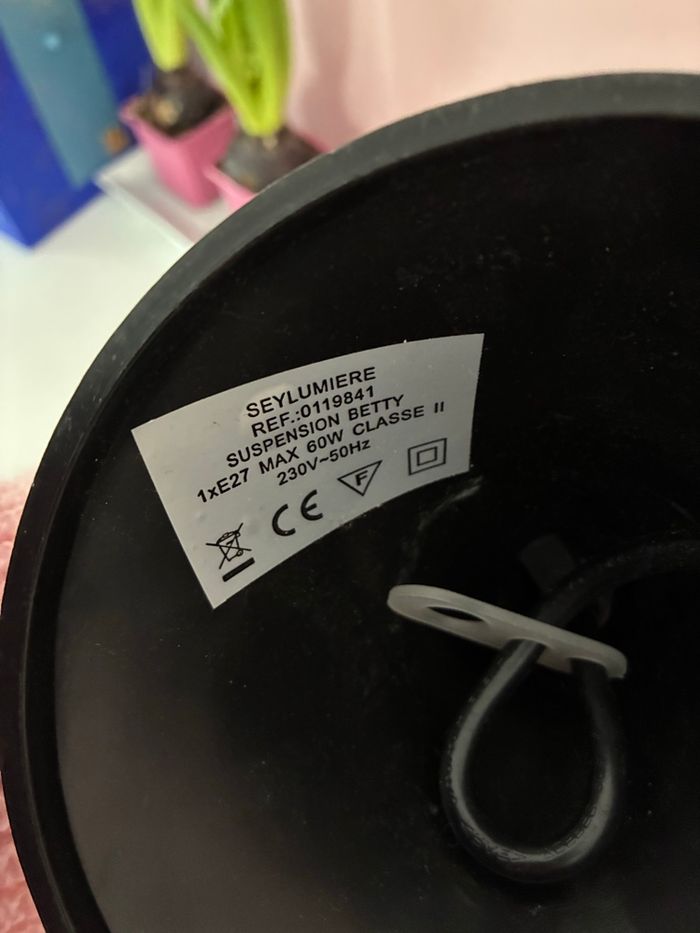 SEYLUMIERE
REF.:0119841
SUSPENSION BETTY
1xE27 MAX 60W CLASSE II
230V~50Hz
CE F